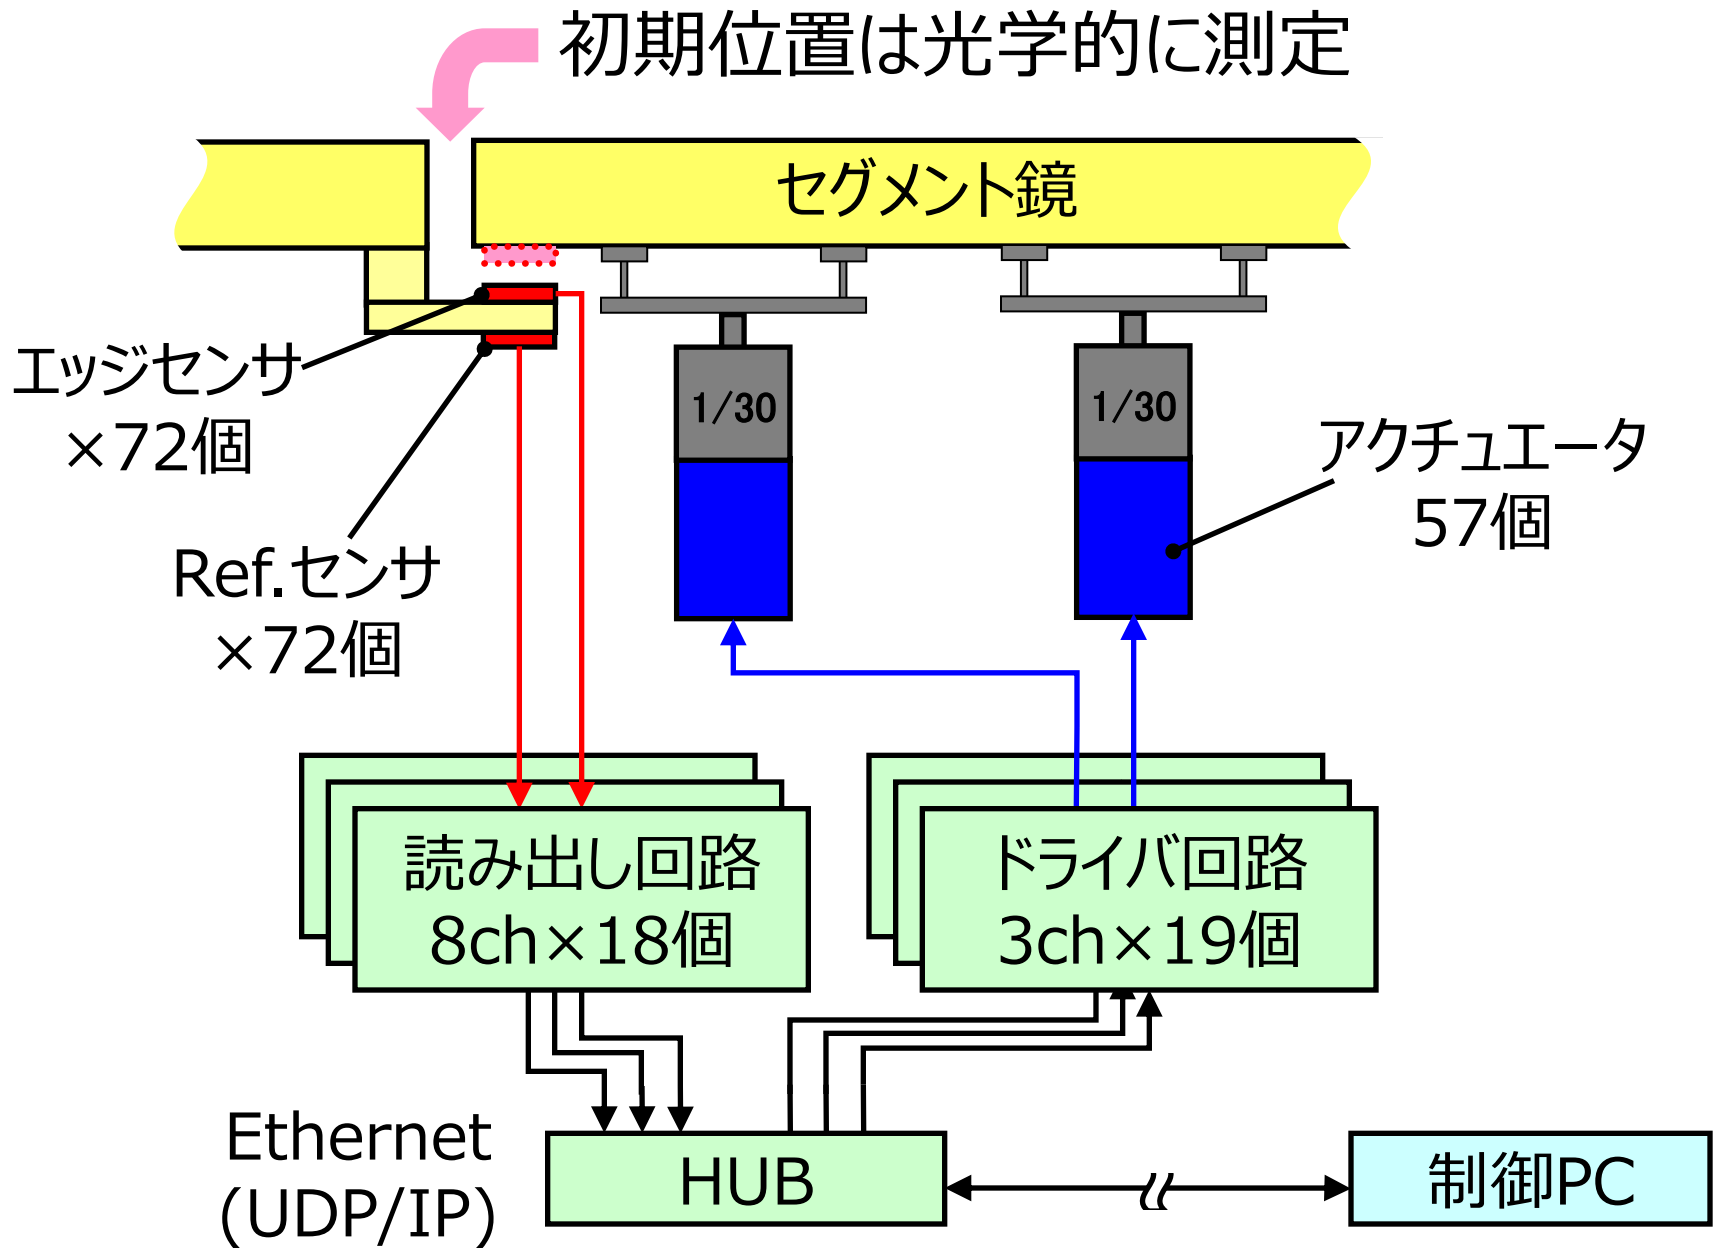 初期位置は光学的に測定
セグメント鏡
エッジセンサ
×72個
1/30
1/30
アクチュエータ
57個
Ref.センサ
×72個
読み出し回路
8ch×18個
ドライバ回路
3ch×19個
Ethernet
(UDP/IP)
HUB
制御PC